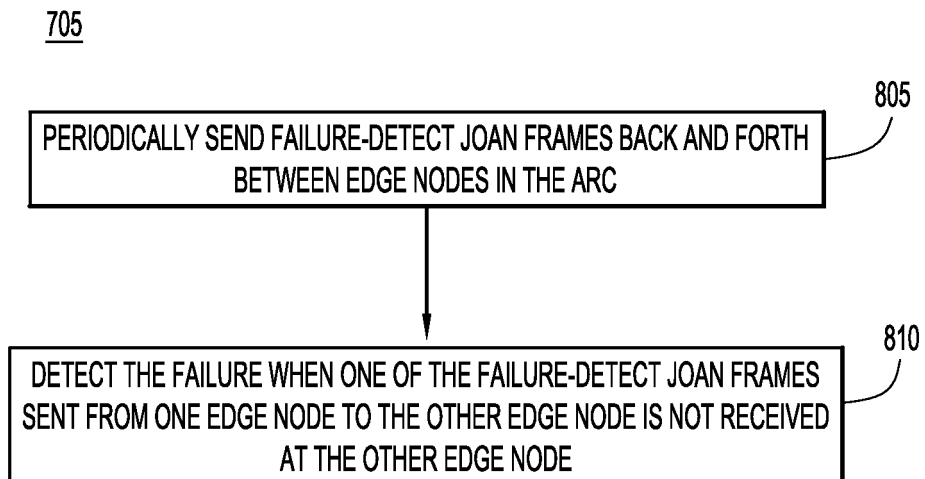 705
805
PERIODICALLY SEND FAILURE-DETECT JOAN FRAMES BACK AND FORTH
BETWEEN EDGE NODES IN THE ARC
810
DETECT THE FAILURE WHEN ONE OF THE FAILURE-DETECT JOAN FRAMES
SENT FROM ONE EDGE NODE TO THE OTHER EDGE NODE IS NOT RECEIVED
AT THE OTHER EDGE NODE